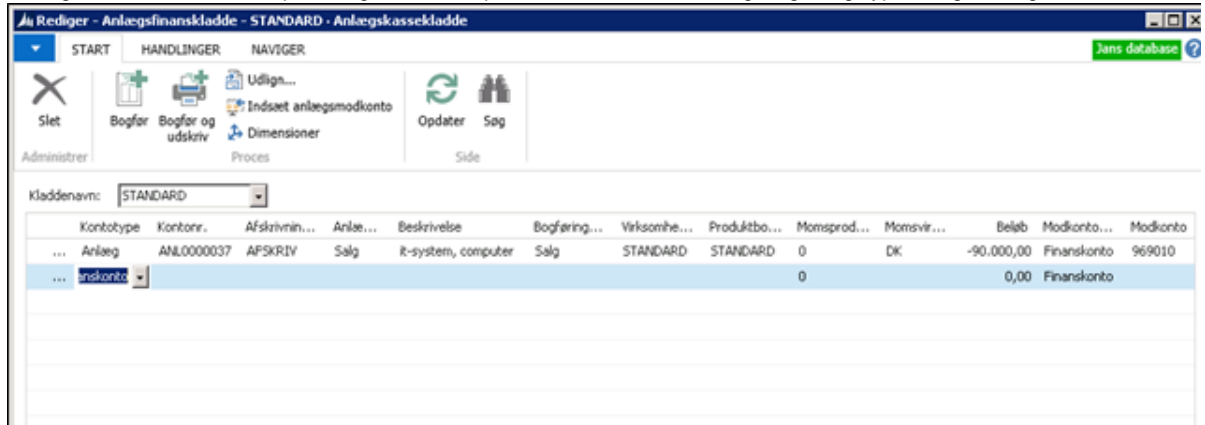 Rediger - Anlægsfinanskladde - STANDARD · Anlægskassekladde
START HANDLINGER NAVIGER Jans database
Slet Bogfør Bogfør og udskriv Udlign...
Indsæt anlægsmodkonto
Dimensioner
Opdater Søg
Administrer Proces Side
Kladdenavn: STANDARD
Kontotype Kontonr. Afskrivnin... Anlæ... Beskrivelse Bogføring... Virksomhe... Produktbo... Momsprod... Momsvir... Beløb Modkonto... Modkonto
... Anlæg ANL0000037 AFSKRIV Salg it-system, computer Salg STANDARD STANDARD 0 DK -90.000,00 Finanskonto 969010
... anskonto 0 0,00 Finanskonto